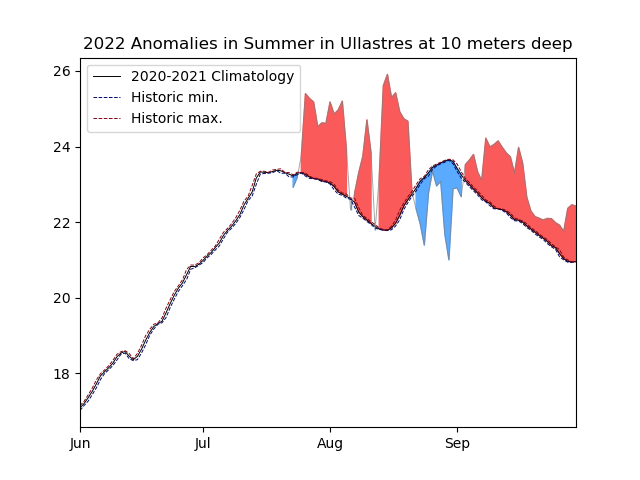 2022 Anomalies in Summer in Ullastres at 10 meters deep
2020-2021 Climatology
Historic min.
Historic max.
26
24
22
20
18
Jun Jul Aug Sep